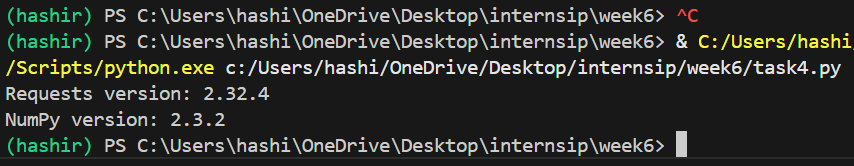 (hashir) PS C:\Users\hashi\OneDrive\Desktop\internsip\week6> ^C
(hashir) PS C:\Users\hashi\OneDrive\Desktop\internsip\week6> & C:/Users/hashi
/Scripts/python.exe c:/Users/hashi/OneDrive/Desktop/internsip/week6/task4.py
Requests version: 2.32.4
NumPy version: 2.3.2
(hashir) PS C:\Users\hashi\OneDrive\Desktop\internsip\week6>